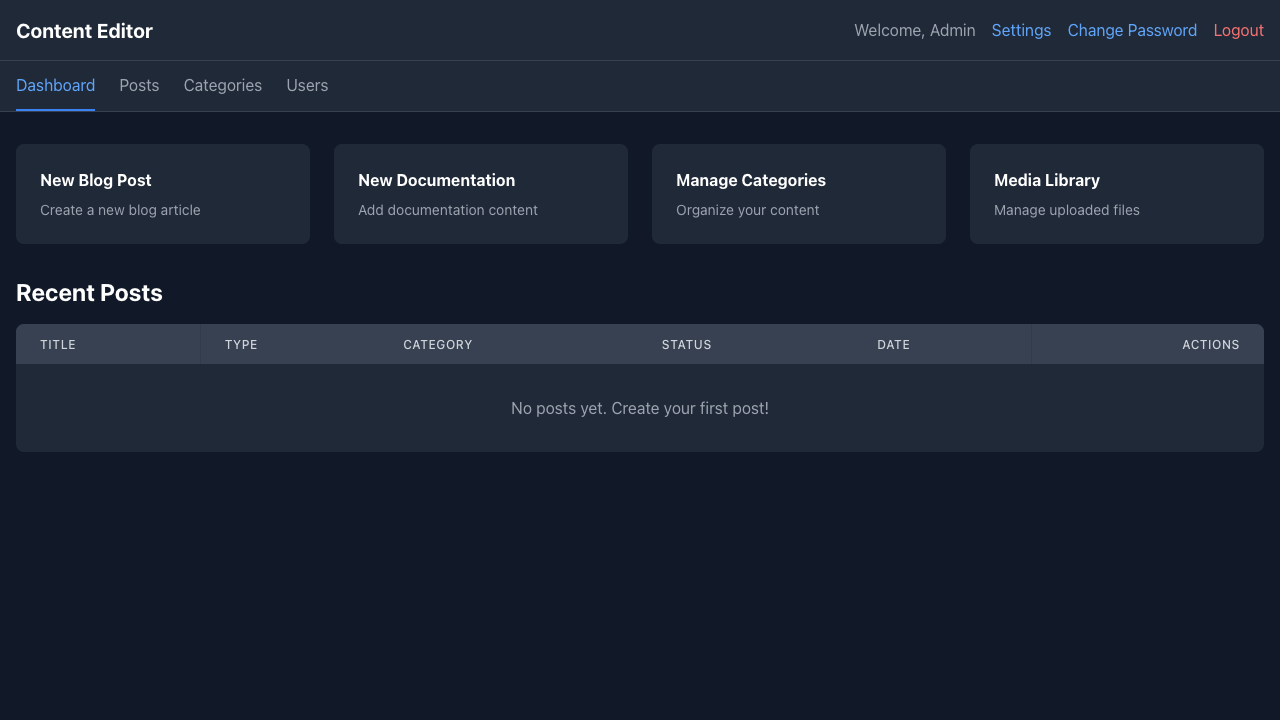 Content Editor
Welcome, Admin Settings Change Password Logout
Dashboard Posts Categories Users
New Blog Post
Create a new blog article
New Documentation
Add documentation content
Manage Categories
Organize your content
Media Library
Manage uploaded files
Recent Posts
TITLE TYPE CATEGORY STATUS DATE ACTIONS
No posts yet. Create your first post!